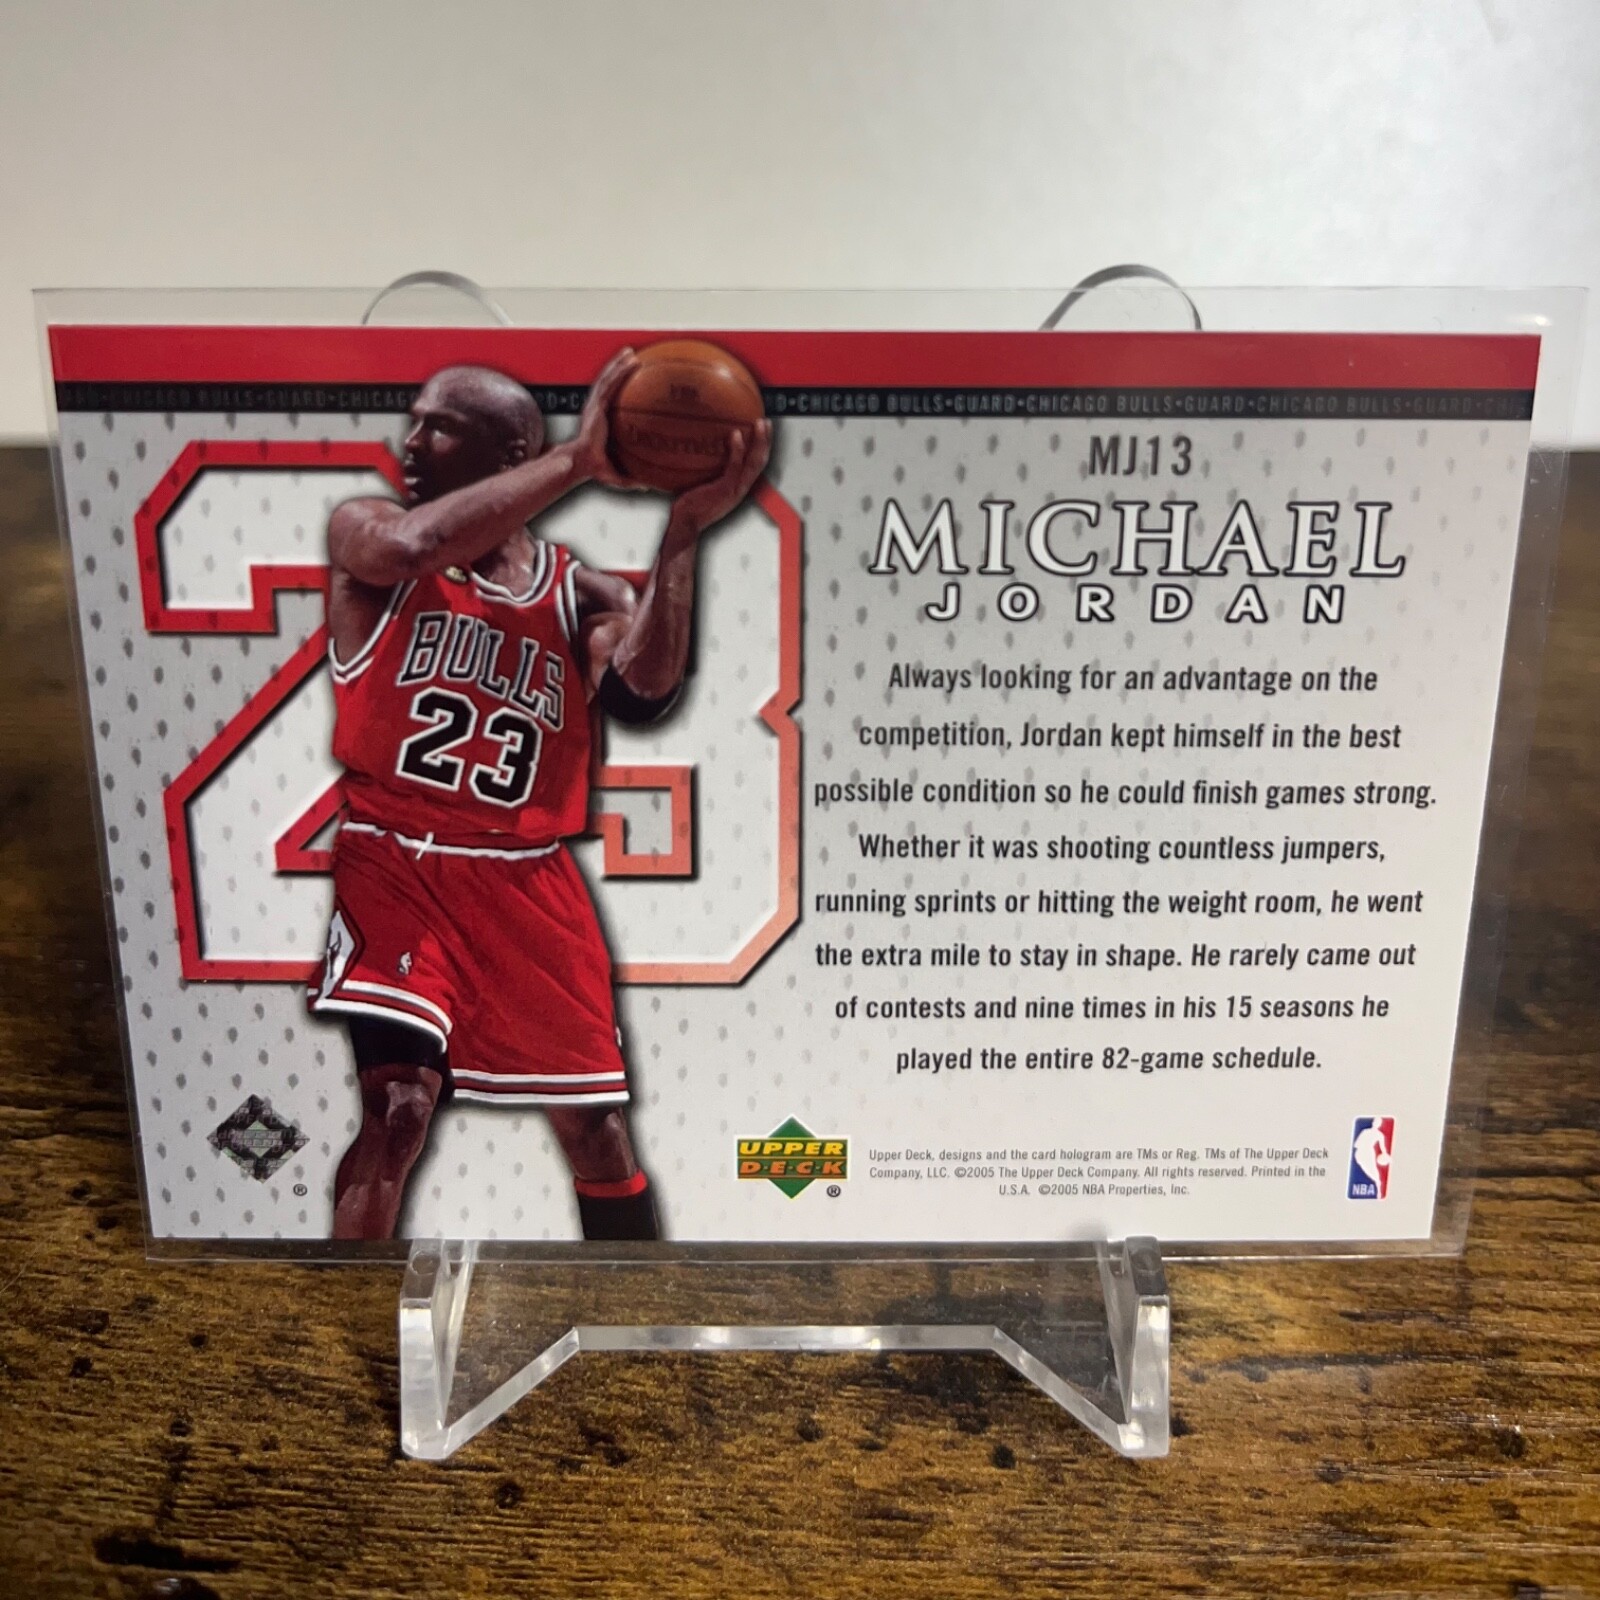 CHICAGO BULLS•GUARD•CHICAGO
•CHICAGO BULLS•GUARD•CHICAGO BULLS•GUARD•CHICAGO BULLS•GUARD•
MJ13
MICHAEL
JORDAN
BULLS
23
23
Always looking for an advantage on the
competition, Jordan kept himself in the best
possible condition so he could finish games strong.
Whether it was shooting countless jumpers,
running sprints or hitting the weight room, he went
the extra mile to stay in shape. He rarely came out
of contests and nine times in his 15 seasons he
played the entire 82-game schedule.
®
UPPER
D•E•C•K
®
Upper Deck, designs and the card hologram are TMs or Reg. TMs of The Upper Deck
Company, LLC. ©2005 The Upper Deck Company. All rights reserved. Printed in the
U.S.A. ©2005 NBA Properties, Inc.
NBA